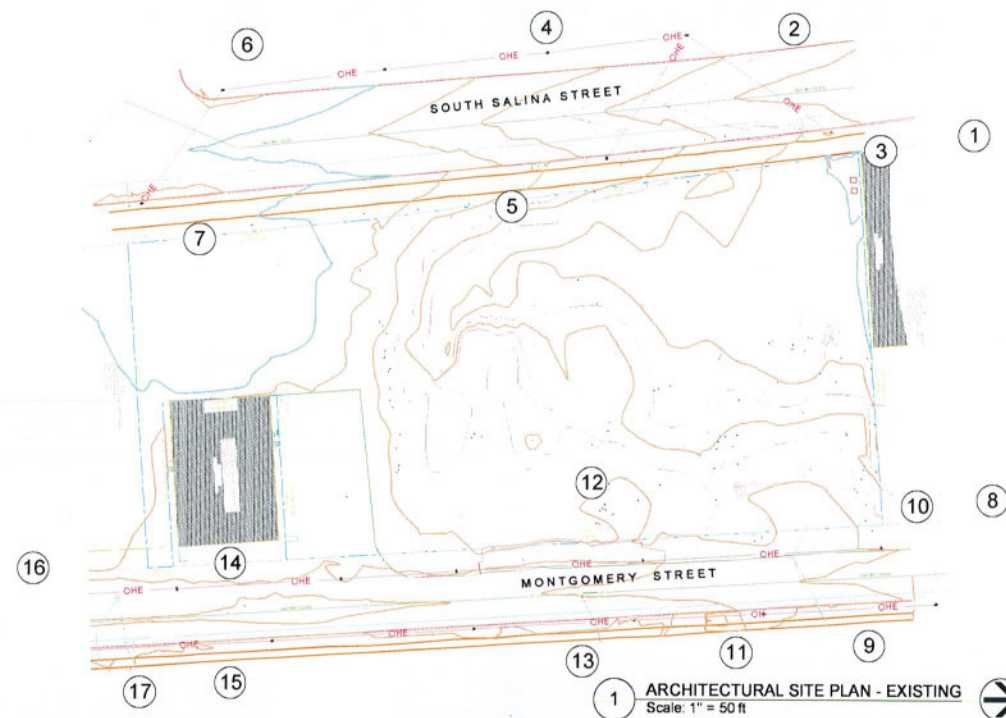 6
4
2
OHE
OHE
OHE
OHE
SOUTH SALINA STREET
OHE
1
3
OHE
5
7
12
10
8
16
14
OHE
OHE
OHE
MONTGOMERY STREET
OHE
OHE
OHE
OHE
13
11
9
17
15
1
ARCHITECTURAL SITE PLAN - EXISTING
Scale: 1" = 50 ft